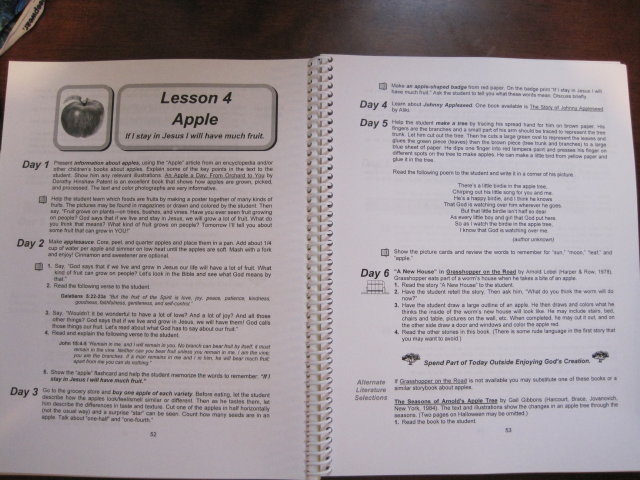 Lesson 4
Apple
If I stay in Jesus I will have much fruit.
Day 1
Present information about apples, using the "Apple" article from an encyclopedia and/or
other children's books about apples. Explain some of the key points in the text to the
student. Show him any relevant illustrations. An Apple a Day: From Orchard to You by
Dorothy Hinshaw Patent is an excellent book that shows how apples are grown, picked,
and processed. The text and color photographs are very informative.
Help the student learn which foods are fruits by making a poster together of many kinds of
fruits. The pictures may be found in magazines or drawn and colored by the student. Then
say, "Fruit grows on plants—on trees, bushes, and vines. Have you ever seen fruit growing
on people? God says that if we live and stay in Jesus, we will grow a lot of fruit. What do
you think that means? What kind of fruit grows on people? Tomorrow I'll tell you about
some fruit that can grow in YOU!"
Day 2
Make applesauce. Core, peel, and quarter apples and place them in a pan. Add about 1/4
cup of water per apple and simmer on low heat until the apples are soft. Mash with a fork
and enjoy! Cinnamon and sweetener are optional.
1. Say, "God says that if we live and grow in Jesus our life will have a lot of fruit. What
kind of fruit can grow on people? Let's look in the Bible and see what God means by
that."
2. Read the following verse to the student.
Galatians 5:22-23a "But the fruit of the Spirit is love, joy, peace, patience, kindness,
goodness, faithfulness, gentleness, and self-control"
3. Say, "Wouldn't it be wonderful to have a lot of love? And a lot of joy? And all those
other things? God says that if we live and grow in Jesus, we will have them! God calls
those things our fruit. Let's read about what God has to say about our fruit."
4. Read and explain the following verse to the student.
John 15:4-5 "Remain in me, and I will remain in you. No branch can bear fruit by itself; it must
remain in the vine. Neither can you bear fruit unless you remain in me. I am the vine;
you are the branches. If a man remains in me and I in him, he will bear much fruit;
apart from me you can do nothing."
5. Show the "apple" flashcard and help the student memorize the words to remember: "If I
stay in Jesus I will have much fruit."
Day 3
Go to the grocery store and buy one apple of each variety. Before eating, let the student
describe how the apples look/feel/smell similar or different. Then as he tastes them, let
him describe the differences in taste and texture. Cut one of the apples in half horizontally
(not the usual way) and a surprise "star" can be seen. Count how many seeds are in an
apple. Talk about "one-half" and "one-fourth."
52
Make an apple-shaped badge from red paper. On the badge print "If I stay in Jesus I will
have much fruit." Ask the student to tell you what these words mean. Discuss briefly.
Day 4
Learn about Johnny Appleseed. One book available is The Story of Johnny Appleseed
by Aliki.
Day 5
Help the student make a tree by tracing his spread hand for him on brown paper. His
fingers are the branches and a small part of his arm should be traced to represent the tree
trunk. Let him cut out the tree. Then he cuts a large green oval to represent the leaves and
glues the green piece (leaves) then the brown piece (tree trunk and branches) to a large
blue sheet of paper. He dips one finger into red tempera paint and presses his finger on
different spots on the tree to make apples. He can make a little bird from yellow paper and
glue it in the tree.
Read the following poem to the student and write it in a corner of his picture.
There's a little birdie in the apple tree,
Chirping out his little song for you and me.
He's a happy birdie, and I think he knows
That God is watching over him wherever he goes.
But that little birdie isn't half so dear
As every little boy and girl that God put here.
So as I watch the birdie in the apple tree,
I know that God is watching over me.
(author unknown)
Show the picture cards and review the words to remember for "sun," "moon," "leaf," and
"apple."
Day 6
"A New House" in Grasshopper on the Road by Arnold Lobel (Harper & Row, 1978).
Grasshopper eats part of a worm's house when he takes a bite of an apple.
1. Read the story "A New House" to the student.
2. Have the student retell the story. Then ask him, "What do you think the worm will do
now?"
3. Have the student draw a large outline of an apple. He then draws and colors what he
thinks the inside of the worm's new house will look like. He may include stairs, bed,
chairs and table, pictures on the wall, etc. When completed, he may cut it out, and on
the other side draw a door and windows and color the apple red.
4. Read the other stories in this book. (There is some rude language in the first story that
you may want to avoid.)
Spend Part of Today Outside Enjoying God's Creation.
Alternate
Literature
Selections
If Grasshopper on the Road is not available you may substitute one of these books or a
similar storybook about apples.
The Seasons of Arnold's Apple Tree by Gail Gibbons (Harcourt, Brace, Jovanovich,
New York, 1984). The text and illustrations show the changes in an apple tree through the
seasons. (Two pages on Halloween may be omitted.)
1. Read the book to the student.
53